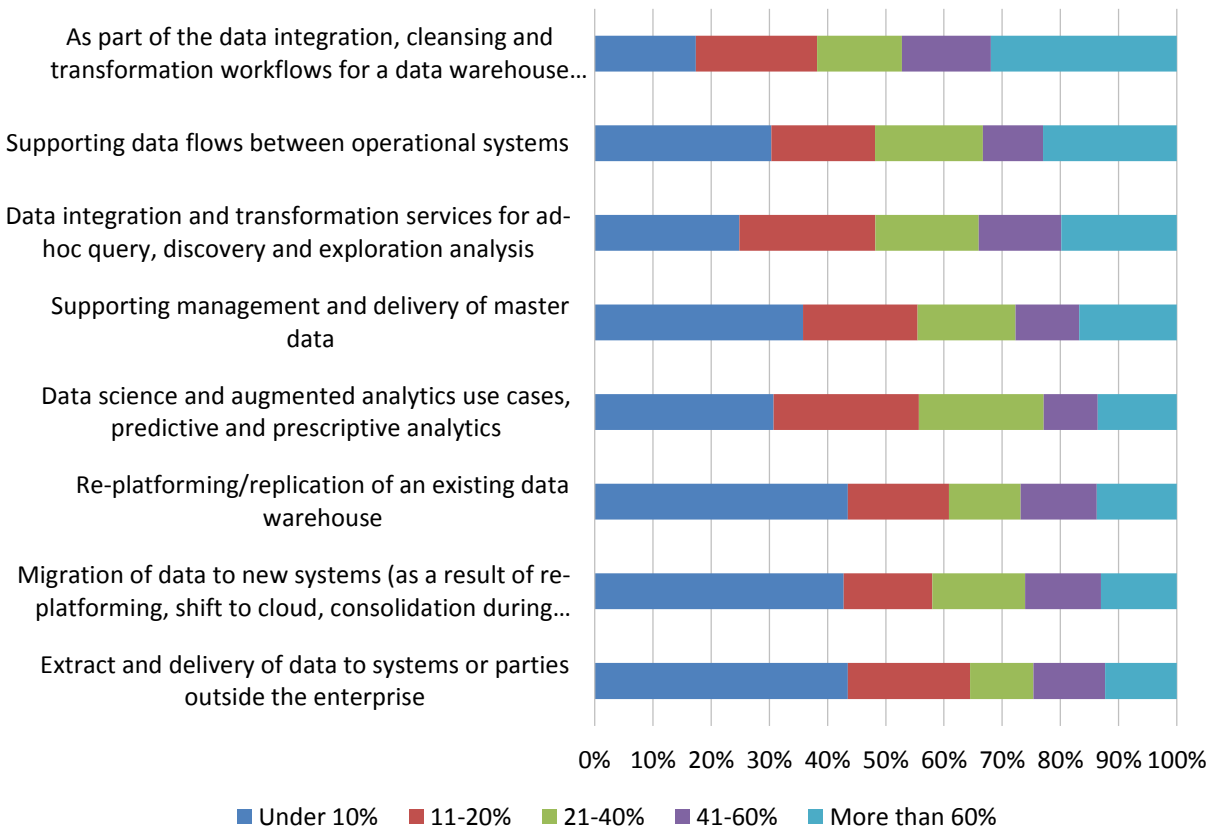 As part of the data integration, cleansing and
transformation workflows for a data warehouse...
Supporting data flows between operational systems
Data integration and transformation services for ad-
hoc query, discovery and exploration analysis
Supporting management and delivery of master
data
Data science and augmented analytics use cases,
predictive and prescriptive analytics
Re-platforming/replication of an existing data
warehouse
Migration of data to new systems (as a result of re-
platforming, shift to cloud, consolidation during...
Extract and delivery of data to systems or parties
outside the enterprise
0% 10% 20% 30% 40% 50% 60% 70% 80% 90% 100%
Under 10% 11-20% 21-40% 41-60% More than 60%